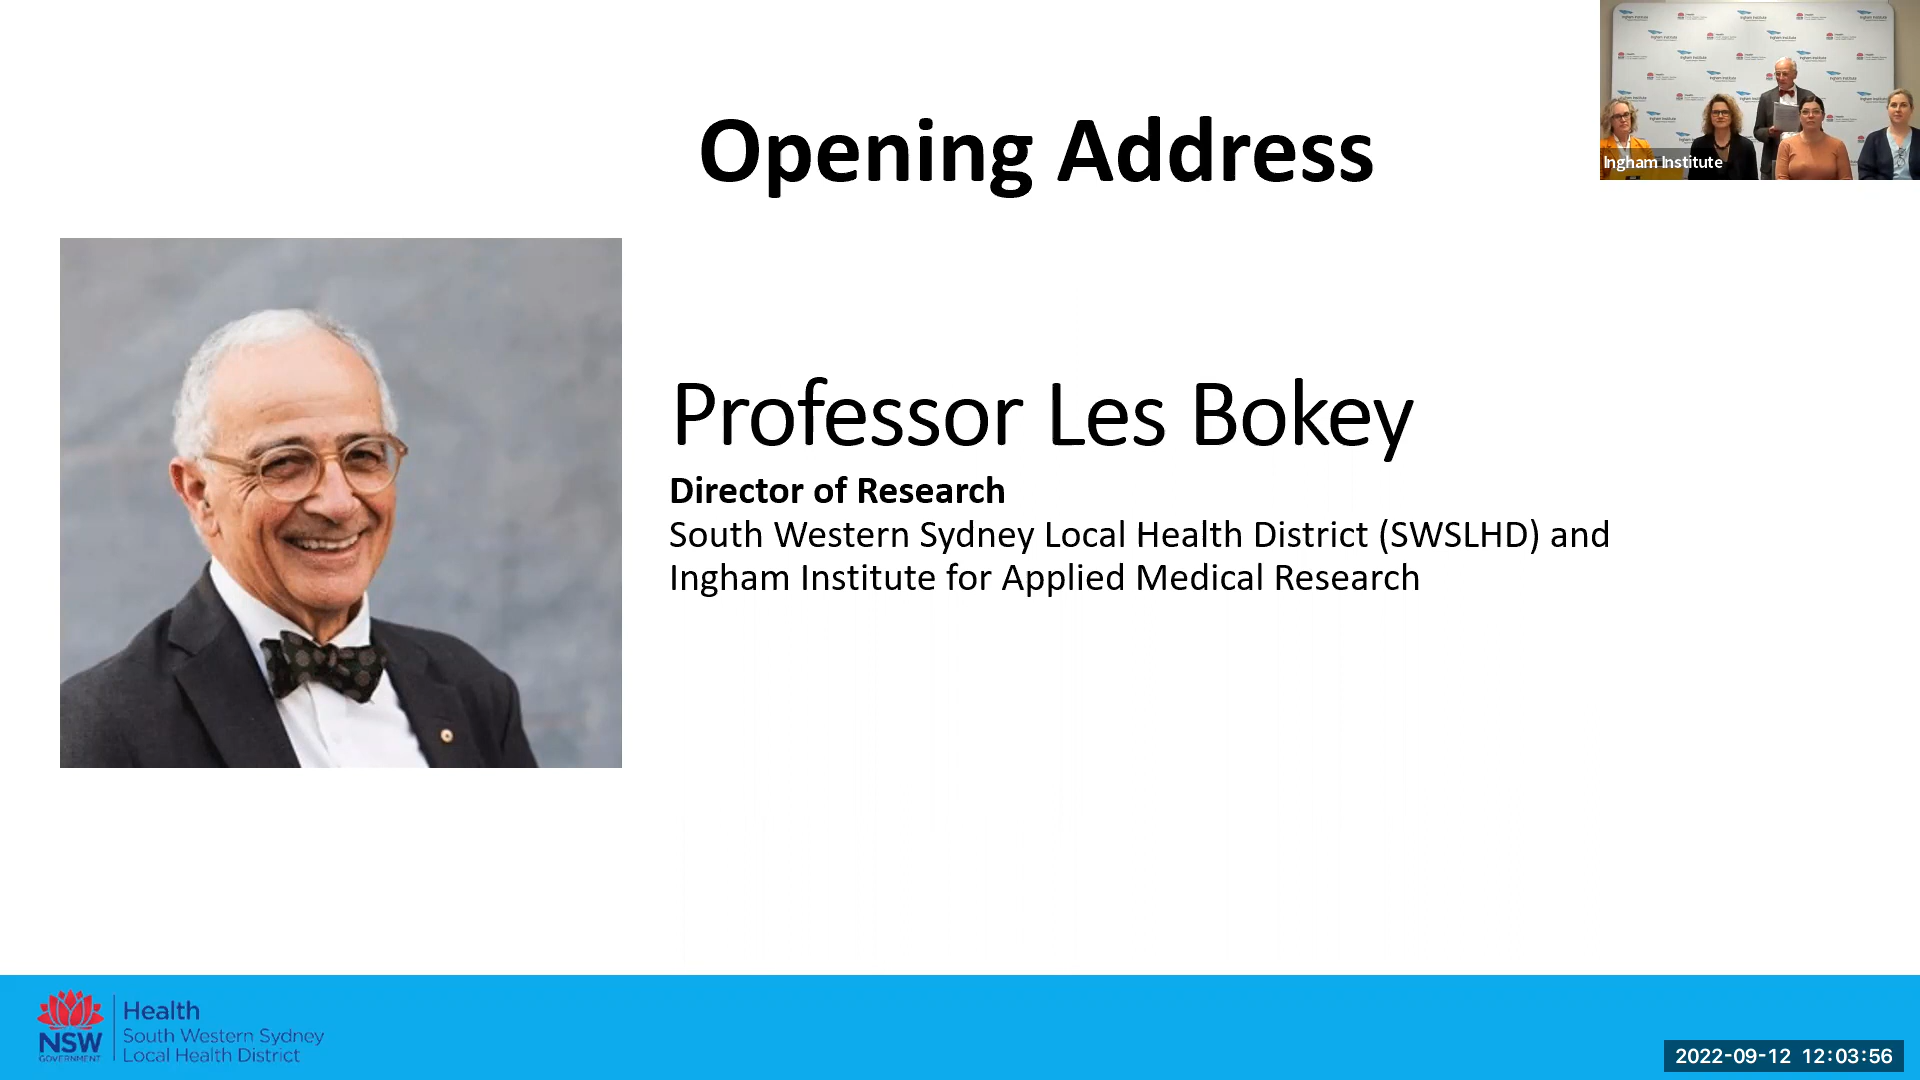 Opening Address
Ingham Institute
Professor Les Bokey
Director of Research
South Western Sydney Local Health District (SWSLHD) and
Ingham Institute for Applied Medical Research
NSW
GOVERNMENT
Health
South Western Sydney
Local Health District
2022-09-12 12:03:56